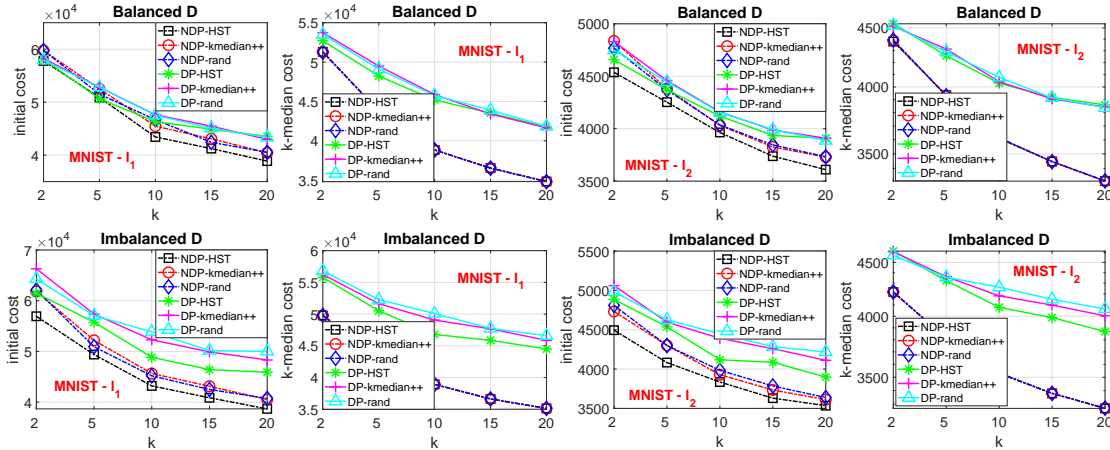 Balanced D
×10⁴
initial cost
6
5
4
NDP-HST
NDP-kmedian++
NDP-rand
DP-HST
DP-kmedian++
DP-rand
MNIST - l₁
2 5 10 15 20
k
Balanced D
×10⁴
k-median cost
5.5
5
4.5
4
3.5
MNIST - l₁
NDP-HST
NDP-kmedian++
NDP-rand
DP-HST
DP-kmedian++
DP-rand
2 5 10 15 20
k
Balanced D
initial cost
5000
4500
4000
3500
NDP-HST
NDP-kmedian++
NDP-rand
DP-HST
DP-kmedian++
DP-rand
MNIST - l₂
2 5 10 15 20
k
Balanced D
k-median cost
4500
4000
3500
MNIST - l₂
NDP-HST
NDP-kmedian++
NDP-rand
DP-HST
DP-kmedian++
DP-rand
2 5 10 15 20
k
Imbalanced D
×10⁴
initial cost
7
6
5
4
NDP-HST
NDP-kmedian++
NDP-rand
DP-HST
DP-kmedian++
DP-rand
MNIST - l₁
2 5 10 15 20
k
Imbalanced D
×10⁴
k-median cost
6
5.5
5
4.5
4
3.5
MNIST - l₁
NDP-HST
NDP-kmedian++
NDP-rand
DP-HST
DP-kmedian++
DP-rand
2 5 10 15 20
k
Imbalanced D
initial cost
5500
5000
4500
4000
3500
NDP-HST
NDP-kmedian++
NDP-rand
DP-HST
DP-kmedian++
DP-rand
MNIST - l₂
2 5 10 15 20
k
Imbalanced D
k-median cost
4500
4000
3500
MNIST - l₂
NDP-HST
NDP-kmedian++
NDP-rand
DP-HST
DP-kmedian++
DP-rand
2 5 10 15 20
k